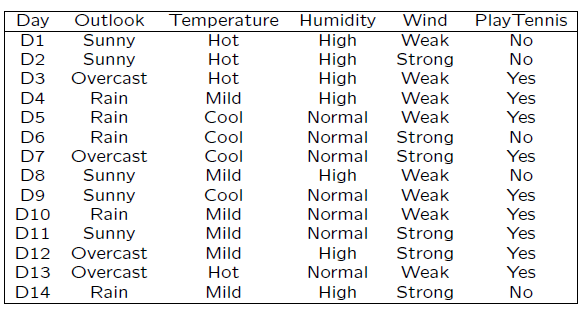 Day Outlook Temperature Humidity Wind PlayTennis
D1 Sunny Hot High Weak No
D2 Sunny Hot High Strong No
D3 Overcast Hot High Weak Yes
D4 Rain Mild High Weak Yes
D5 Rain Cool Normal Weak Yes
D6 Rain Cool Normal Strong No
D7 Overcast Cool Normal Strong Yes
D8 Sunny Mild High Weak No
D9 Sunny Cool Normal Weak Yes
D10 Rain Mild Normal Weak Yes
D11 Sunny Mild Normal Strong Yes
D12 Overcast Mild High Strong Yes
D13 Overcast Hot Normal Weak Yes
D14 Rain Mild High Strong No